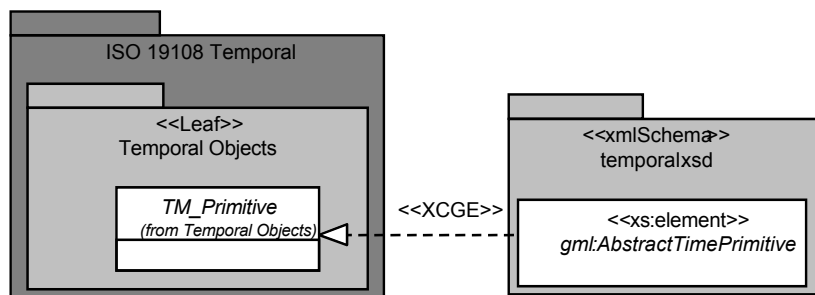 ISO 19108 Temporal
<<Leaf>>
Temporal Objects
TM_Primitive
(from Temporal Objects)
<<XCGE>>
<<xmlSchema>>
temporalxsd
<<xs:element>>
gml:AbstractTimePrimitive